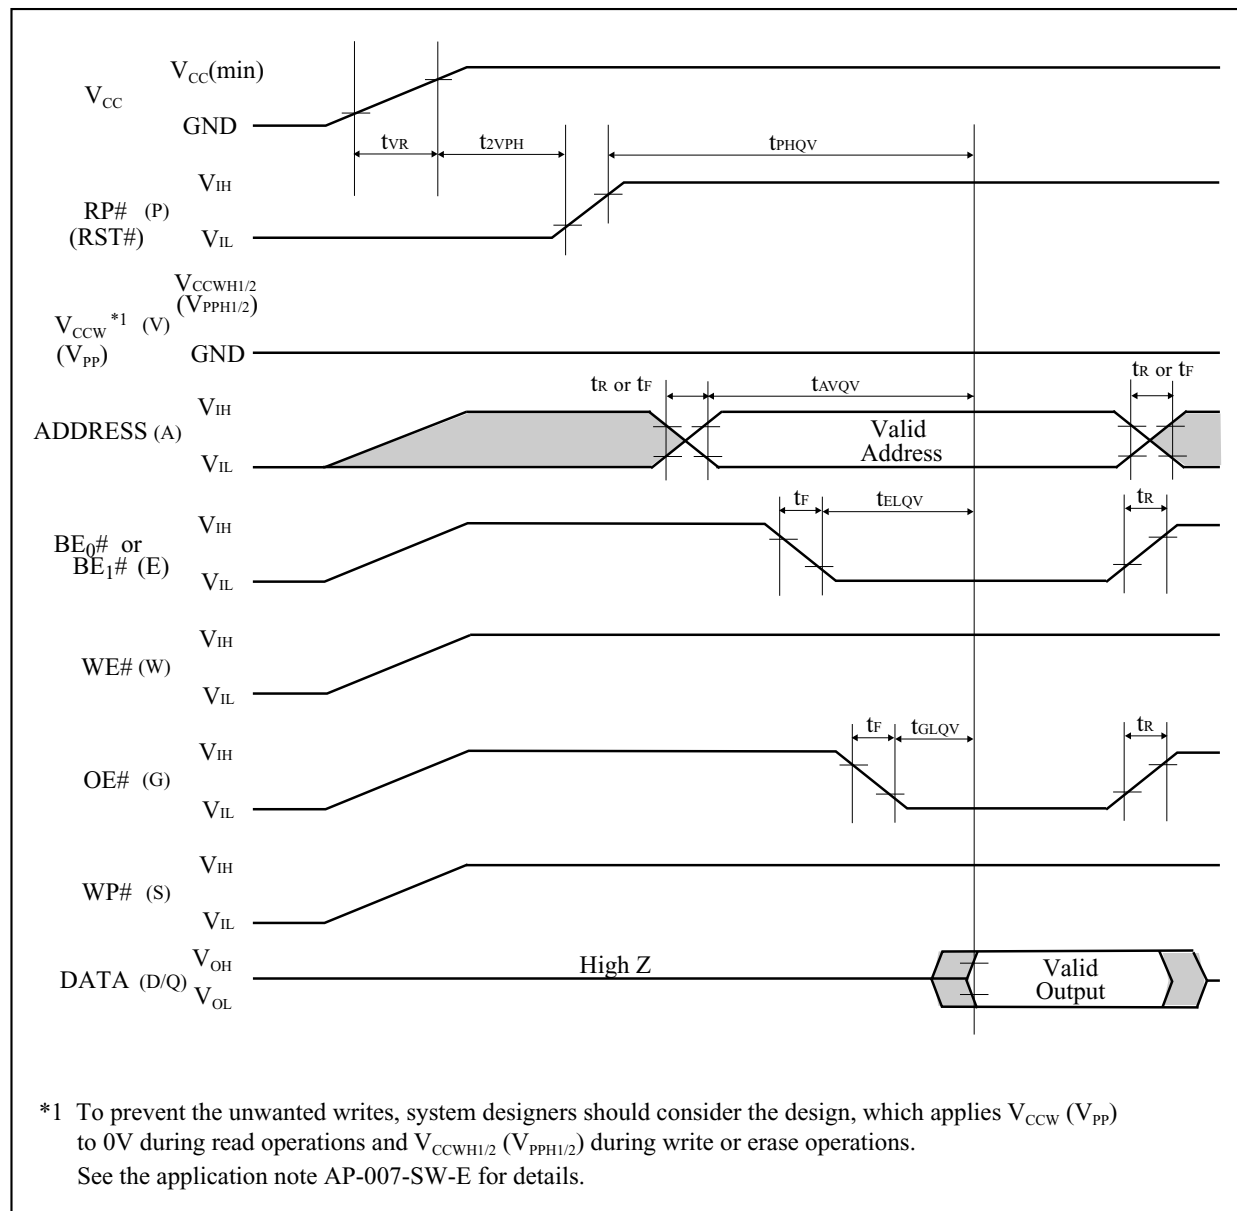 VCC(min)
VCC
GND
tVR
t2VPH
tPHQV
VIH
RP# (P)
(RST#)
VIL
VCCWH1/2
(VPPH1/2)
VCCW *1 (V)
(VPP)
GND
tR or tF
tAVQV
tR or tF
VIH
ADDRESS (A)
Valid
Address
VIL
tF
tELQV
tR
VIH
BE0# or
BE1# (E)
VIL
VIH
WE# (W)
VIL
tF
tGLQV
tR
VIH
OE# (G)
VIL
VIH
WP# (S)
VIL
VOH
High Z
Valid
DATA (D/Q)
Output
VOL
*1 To prevent the unwanted writes, system designers should consider the design, which applies VCCW (VPP)
to 0V during read operations and VCCWH1/2 (VPPH1/2) during write or erase operations.
See the application note AP-007-SW-E for details.